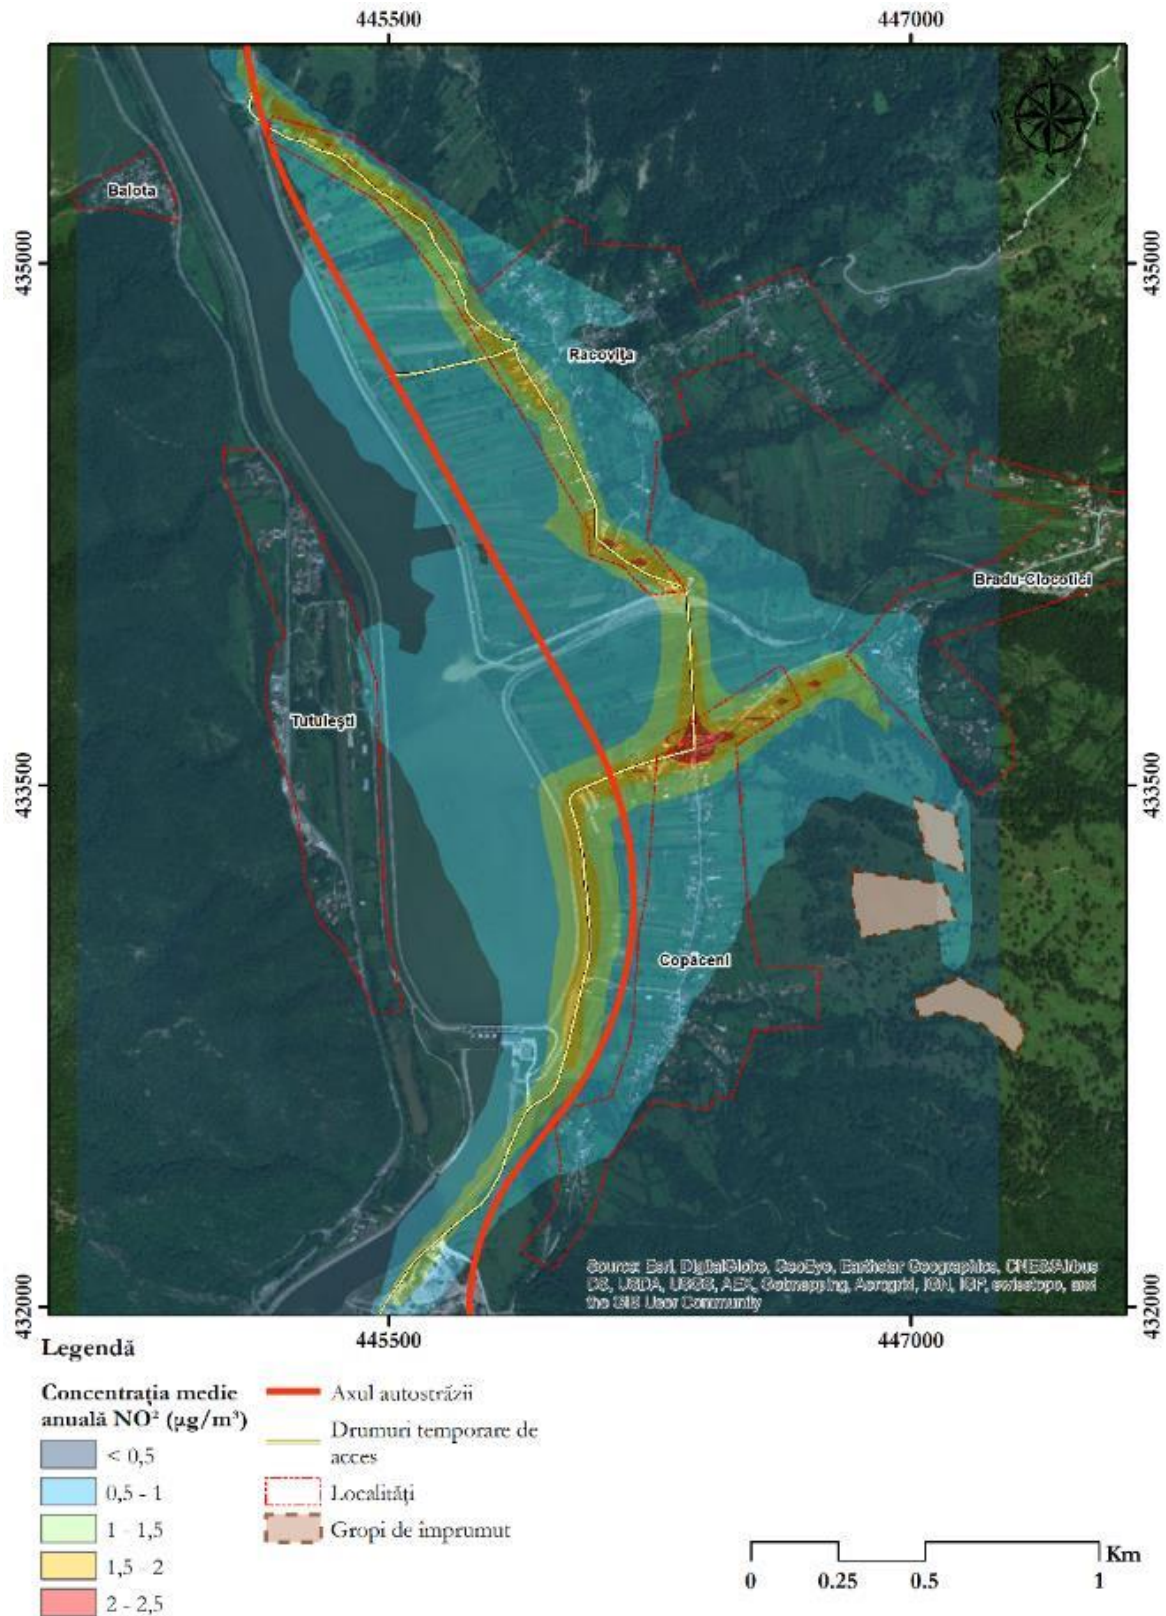 445500
447000
N
W
E
S
Balota
435000
435000
Racovița
Bradu-Clocotici
Tutulești
433500
433500
Copăceni
Source: Esri, DigitalGlobe, GeoEye, Earthstar Geographics, CNES/Airbus
DS, USDA, USGS, AEX, Getmapping, Aerogrid, IGN, IGP, swisstopo, and
the GIS User Community
432000
432000
445500
447000
Legendă
Concentrația medie
anuală NO² (µg/m³)
< 0,5
0,5 - 1
1 - 1,5
1,5 - 2
2 - 2,5
Axul autostrăzii
Drumuri temporare de
acces
Localități
Gropi de împrumut
Km
0
0.25
0.5
1